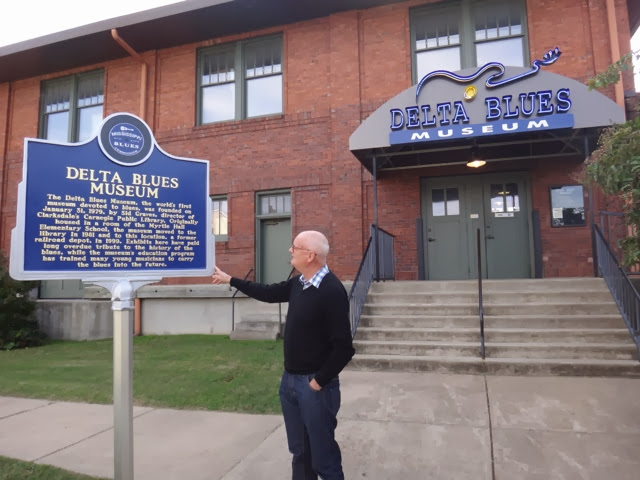 MISSISSIPPI
BLUES
DELTA BLUES
MUSEUM
The Delta Blues Museum, the world's first
museum devoted to blues, was founded on
January 31, 1979, by Sid Graves, director of
Clarksdale's Carnegie Public Library. Originally
housed in a room of the Myrtle Hall
Elementary School, the museum moved to the
library in 1981 and to this location, a former
railroad depot, in 1999. Exhibits here have paid
long overdue tribute to the history of the
blues, while the museum's education program
has trained many young musicians to carry
the blues into the future.
DELTA BLUES
MUSEUM